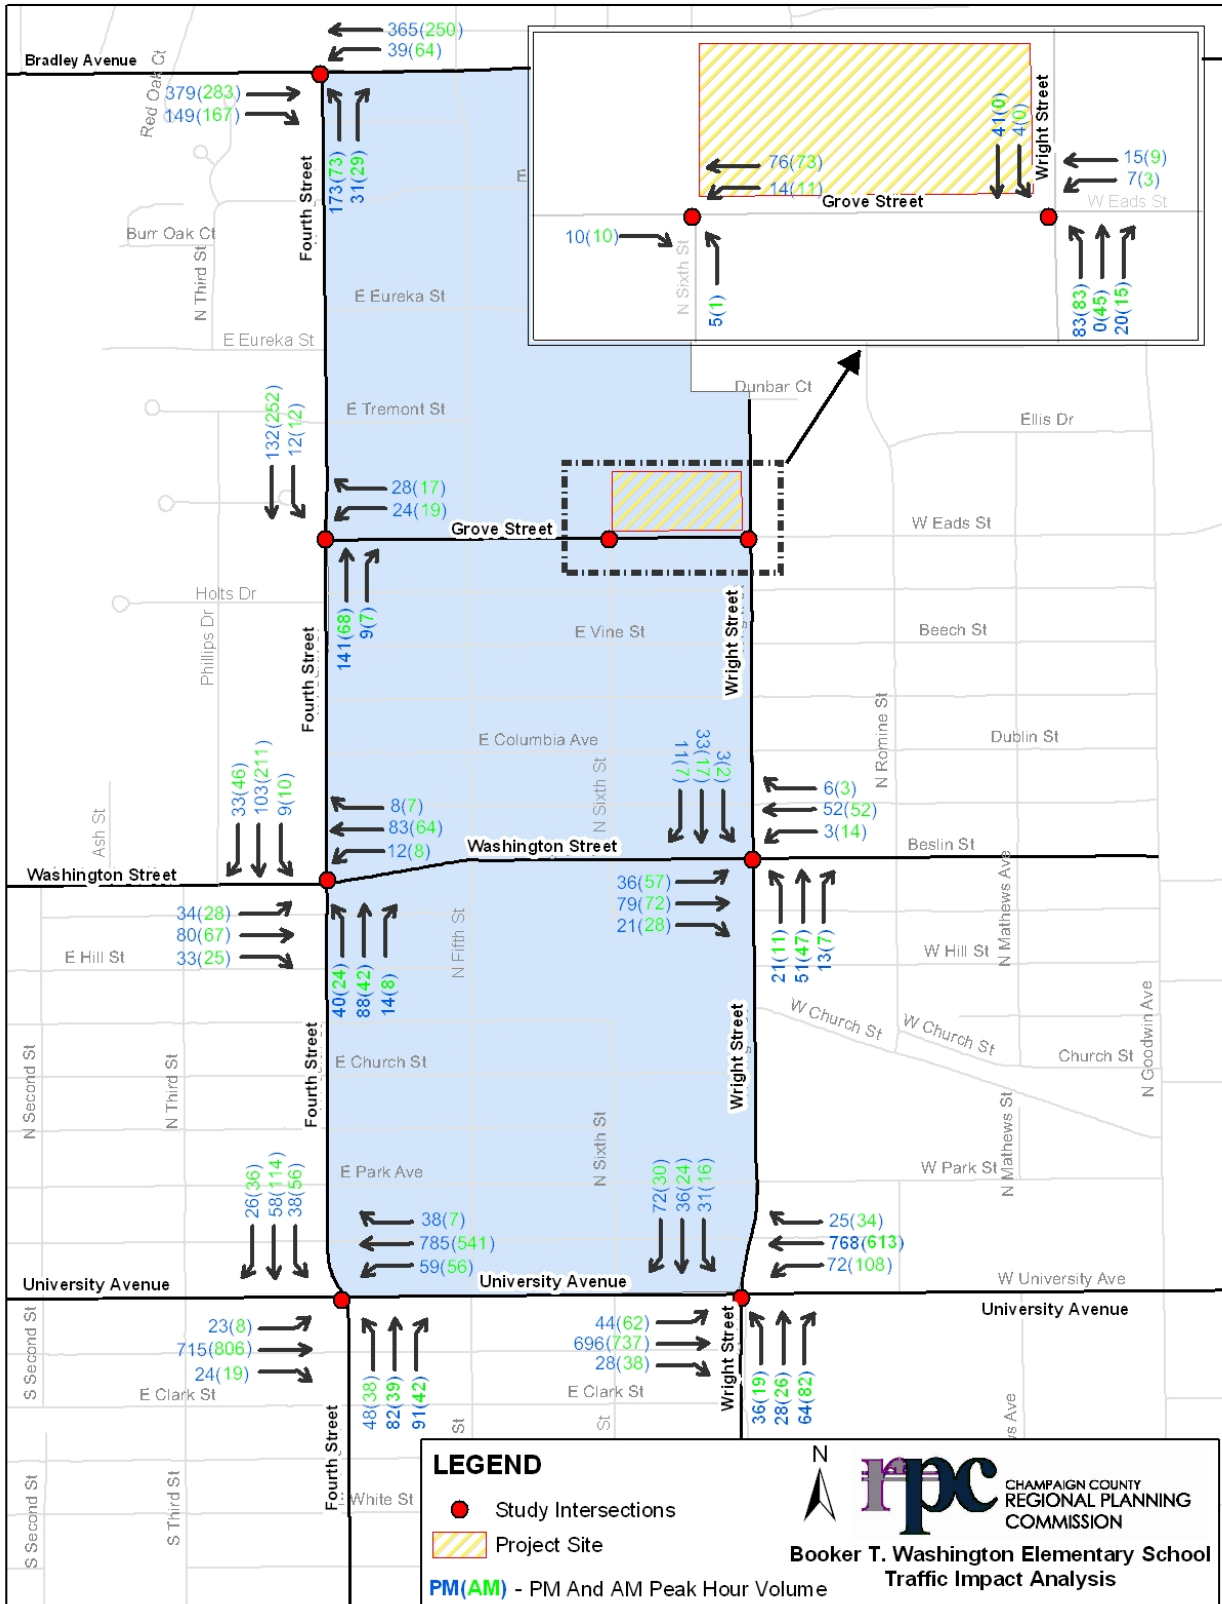 365(250)
39(64)
Bradley Avenue
Red Oak Ct
379(283)
149(167)
Fourth Street
173(73)
31(29)
E
76(73)
14(11)
Grove Street
41(0)
4(0)
Wright Street
15(9)
7(3)
W Eads St
10(10)
N Sixth St
5(1)
83(83)
0(45)
20(15)
Burr Oak Ct
N Third St
E Eureka St
E Eureka St
Dunbar Ct
E Tremont St
Ellis Dr
132(252)
12(12)
28(17)
24(19)
Grove Street
W Eads St
Holts Dr
Phillips Dr
141(68)
9(7)
E Vine St
Wright Street
Beech St
Fourth Street
E Columbia Ave
N Sixth St
11(7)
33(17)
3(2)
N Romine St
Dublin St
Ash St
33(46)
103(211)
9(10)
8(7)
83(64)
12(8)
6(3)
52(52)
3(14)
Washington Street
Beslin St
Washington Street
36(57)
79(72)
21(28)
34(28)
80(67)
33(25)
E Hill St
40(24)
88(42)
14(8)
N Fifth St
21(11)
51(47)
13(7)
W Hill St
N Mathews Ave
W Church St
W Church St
Church St
N Goodwin Ave
N Second St
N Third St
Fourth Street
E Church St
Wright Street
N Sixth St
E Park Ave
W Park St
N Mathews St
26(36)
58(114)
38(56)
72(30)
36(24)
31(16)
38(7)
785(541)
59(56)
25(34)
768(613)
72(108)
University Avenue
University Avenue
W University Ave
University Avenue
23(8)
715(806)
24(19)
44(62)
696(737)
28(38)
S Second St
E Clark St
48(38)
82(39)
91(42)
E Clark St
Wright Street
36(19)
28(26)
64(82)
St
St
ws Ave
Fourth Street
S Second St
S Third St
White St
LEGEND
Study Intersections
Project Site
PM(AM) - PM And AM Peak Hour Volume
N
rpc
CHAMPAIGN COUNTY
REGIONAL PLANNING
COMMISSION
Booker T. Washington Elementary School
Traffic Impact Analysis